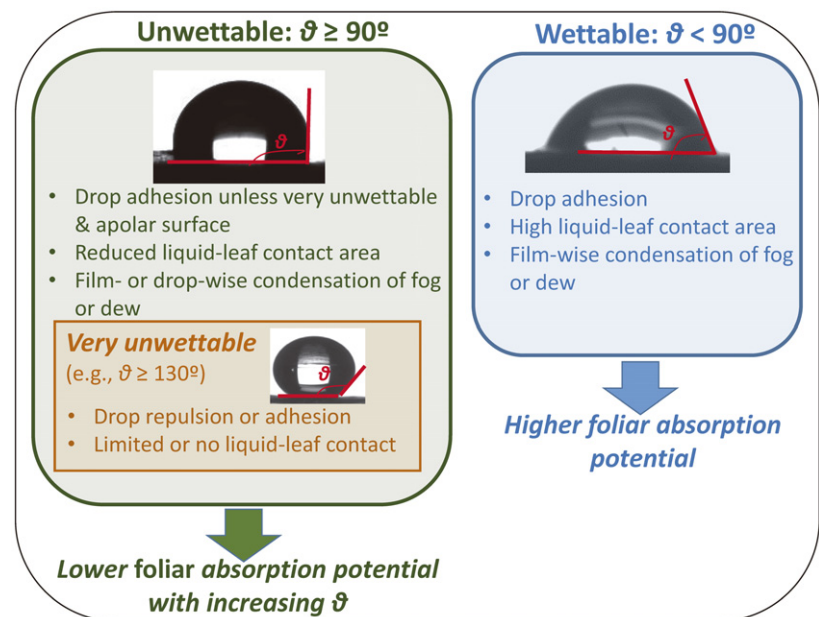 Unwettable: ϑ ≥ 90º
ϑ
• Drop adhesion unless very unwettable
& apolar surface
• Reduced liquid-leaf contact area
• Film- or drop-wise condensation of fog
or dew
Very unwettable
(e.g., ϑ ≥ 130º)
ϑ
• Drop repulsion or adhesion
• Limited or no liquid-leaf contact
Lower foliar absorption potential
with increasing ϑ
Wettable: ϑ < 90º
ϑ
• Drop adhesion
• High liquid-leaf contact area
• Film-wise condensation of fog
or dew
Higher foliar absorption
potential